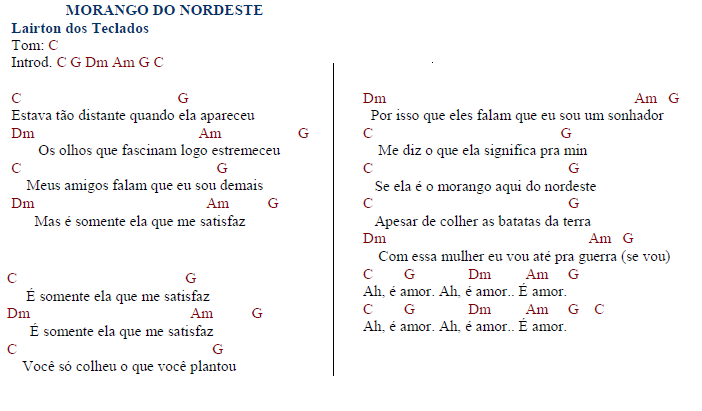 MORANGO DO NORDESTE
Lairton dos Teclados
Tom: C
Introd. C G Dm Am G C
C G
Estava tão distante quando ela apareceu
Dm Am G
Os olhos que fascinam logo estremeceu
C G
Meus amigos falam que eu sou demais
Dm Am G
Mas é somente ela que me satisfaz
C G
É somente ela que me satisfaz
Dm Am G
É somente ela que me satisfaz
C G
Você só colheu o que você plantou
Dm Am G
Por isso que eles falam que eu sou um sonhador
C G
Me diz o que ela significa pra min
C G
Se ela é o morango aqui do nordeste
C G
Apesar de colher as batatas da terra
Dm Am G
Com essa mulher eu vou até pra guerra (se vou)
C G Dm Am G
Ah, é amor. Ah, é amor.. É amor.
C G Dm Am G C
Ah, é amor. Ah, é amor.. É amor.